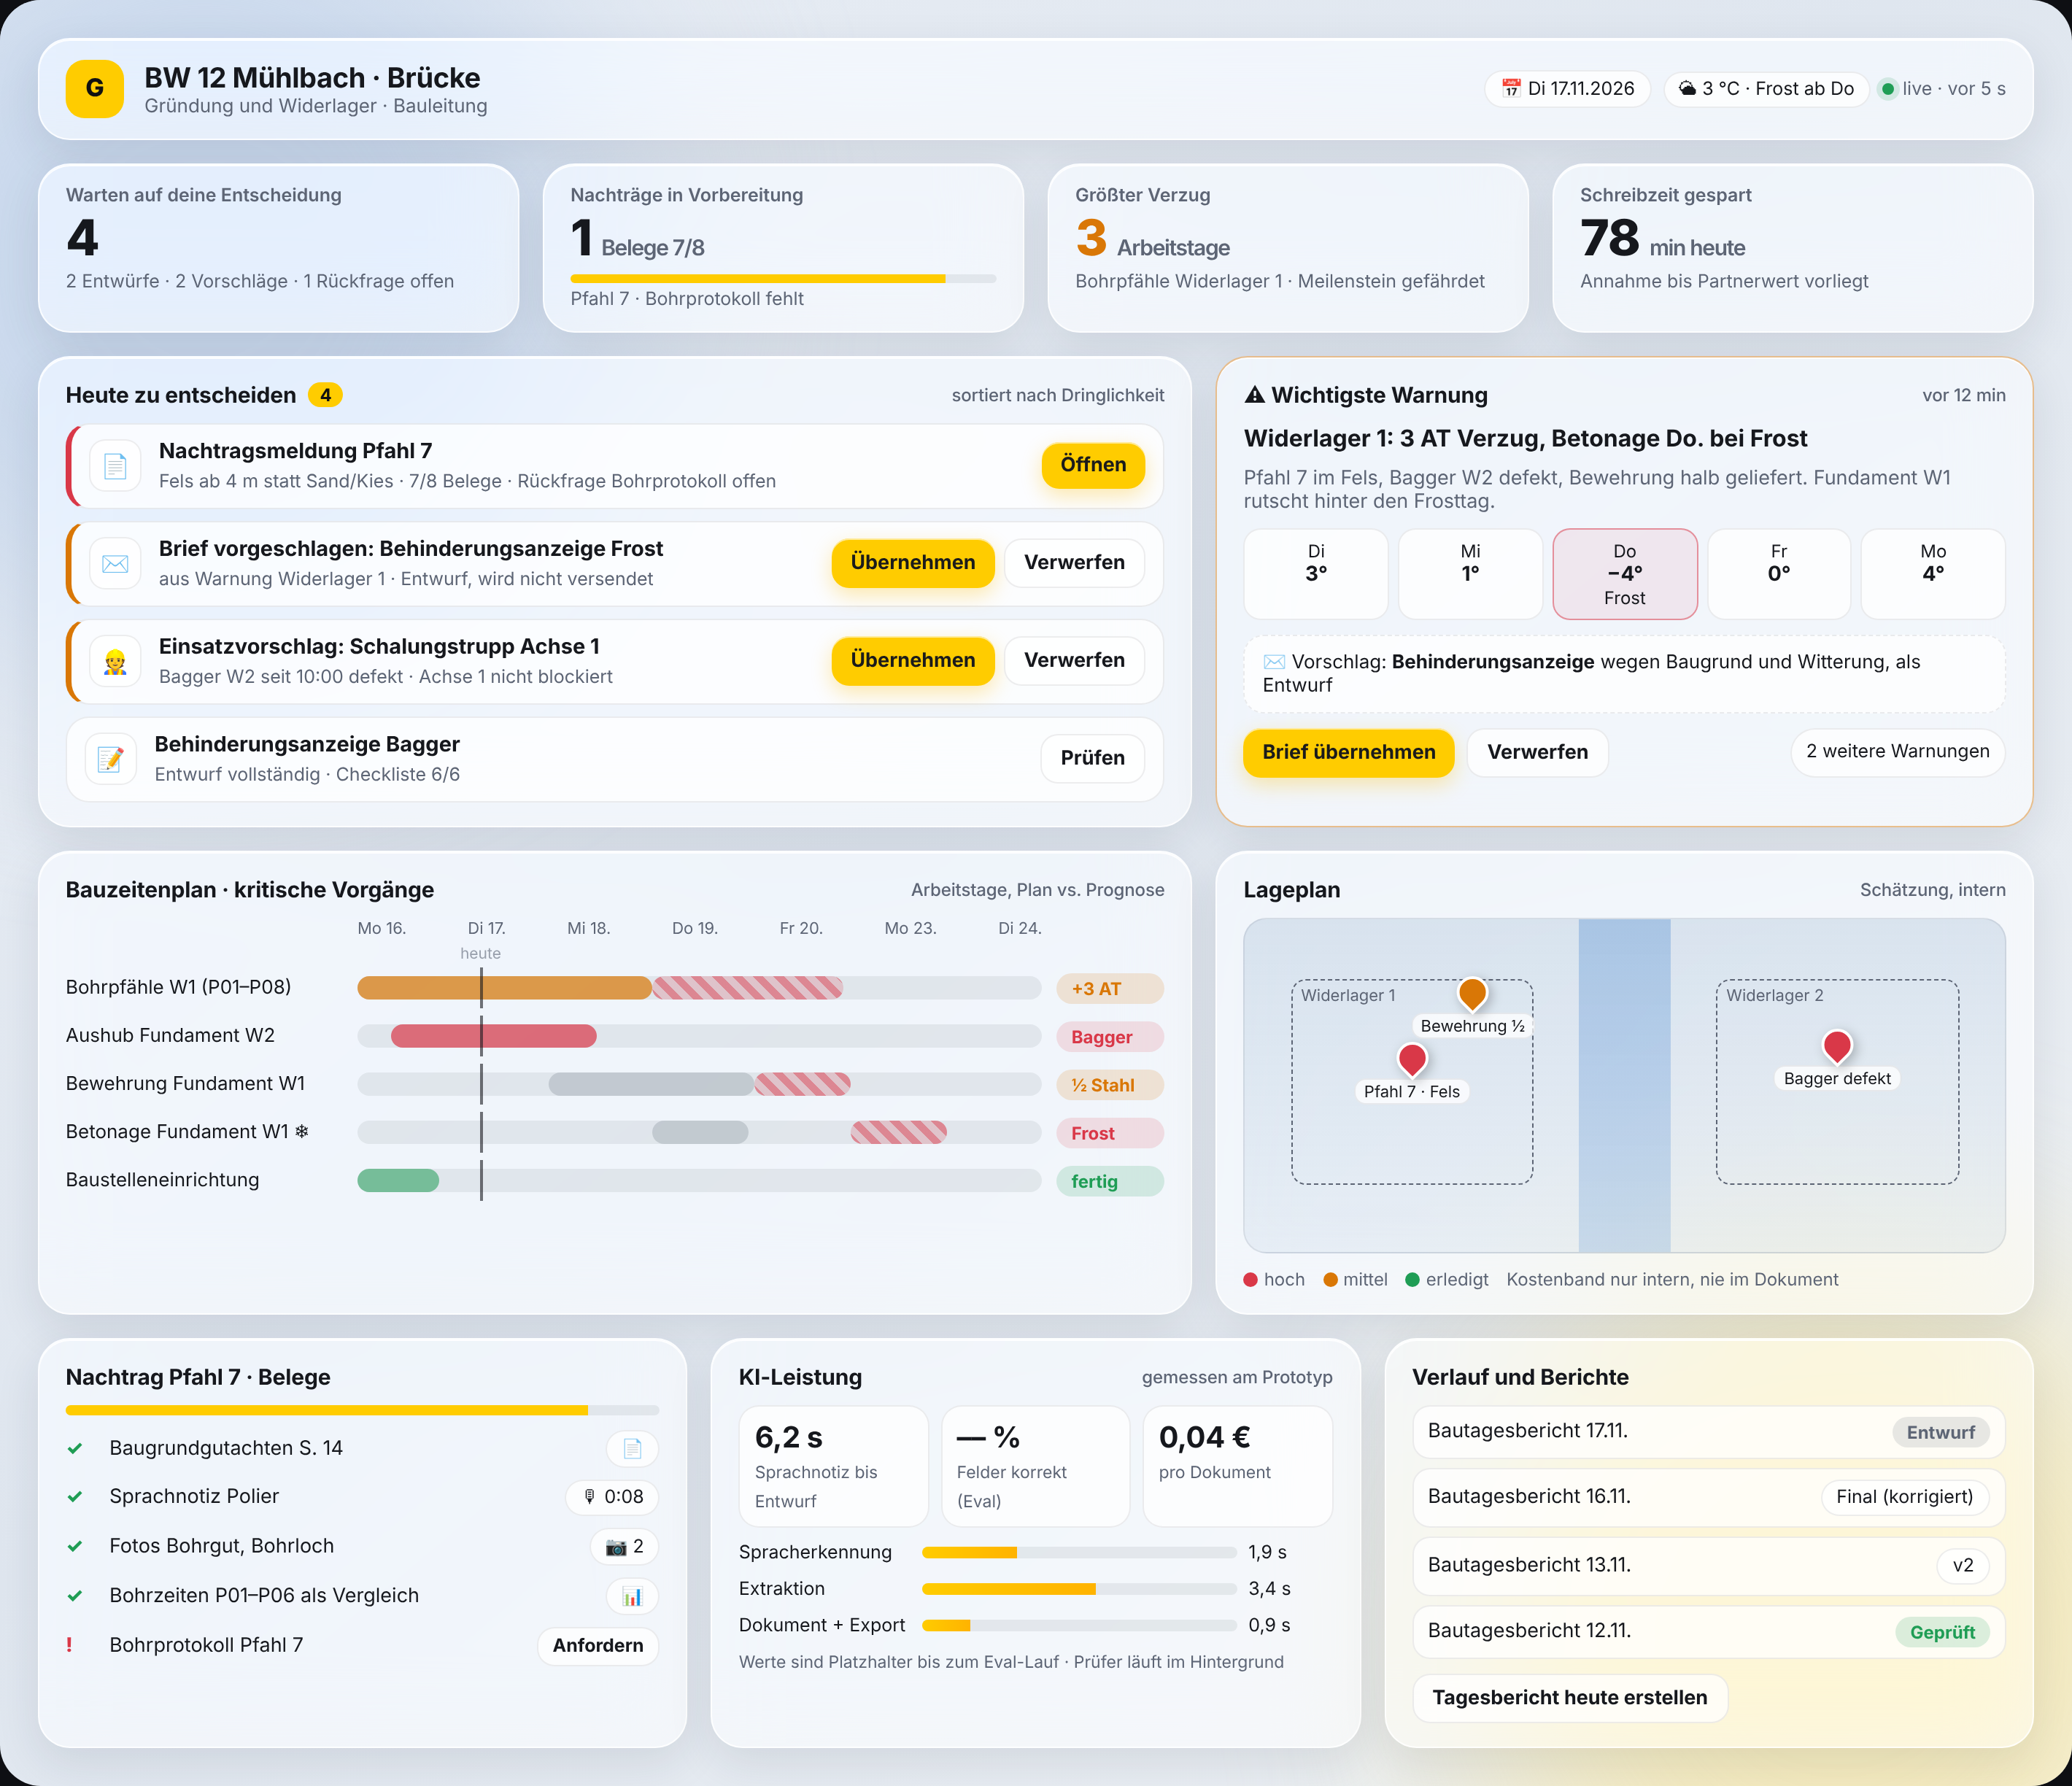 G
BW 12 Mühlbach · Brücke
Gründung und Widerlager · Bauleitung
📅 Di 17.11.2026
🌥 3 °C · Frost ab Do
live · vor 5 s
Warten auf deine Entscheidung
4
2 Entwürfe · 2 Vorschläge · 1 Rückfrage offen
Nachträge in Vorbereitung
1 Belege 7/8
Pfahl 7 · Bohrprotokoll fehlt
Größter Verzug
3 Arbeitstage
Bohrpfähle Widerlager 1 · Meilenstein gefährdet
Schreibzeit gespart
78 min heute
Annahme bis Partnerwert vorliegt
Heute zu entscheiden 4
sortiert nach Dringlichkeit
Nachtragsmeldung Pfahl 7
Fels ab 4 m statt Sand/Kies · 7/8 Belege · Rückfrage Bohrprotokoll offen
Öffnen
Brief vorgeschlagen: Behinderungsanzeige Frost
aus Warnung Widerlager 1 · Entwurf, wird nicht versendet
Übernehmen
Verwerfen
Einsatzvorschlag: Schalungstrupp Achse 1
Bagger W2 seit 10:00 defekt · Achse 1 nicht blockiert
Übernehmen
Verwerfen
Behinderungsanzeige Bagger
Entwurf vollständig · Checkliste 6/6
Prüfen
⚠ Wichtigste Warnung
vor 12 min
Widerlager 1: 3 AT Verzug, Betonage Do. bei Frost
Pfahl 7 im Fels, Bagger W2 defekt, Bewehrung halb geliefert. Fundament W1
rutscht hinter den Frosttag.
Di
3°
Mi
1°
Do
−4°
Frost
Fr
0°
Mo
4°
✉️ Vorschlag: Behinderungsanzeige wegen Baugrund und Witterung, als
Entwurf
Brief übernehmen
Verwerfen
2 weitere Warnungen
Bauzeitenplan · kritische Vorgänge
Arbeitstage, Plan vs. Prognose
Mo 16. Di 17. Mi 18. Do 19. Fr 20. Mo 23. Di 24.
heute
Bohrpfähle W1 (P01–P08)
+3 AT
Aushub Fundament W2
Bagger
Bewehrung Fundament W1
½ Stahl
Betonage Fundament W1 ❄
Frost
Baustelleneinrichtung
fertig
Lageplan
Schätzung, intern
Widerlager 1
Bewehrung ½
Pfahl 7 · Fels
Widerlager 2
Bagger defekt
hoch mittel erledigt Kostenband nur intern, nie im Dokument
Nachtrag Pfahl 7 · Belege
✓ Baugrundgutachten S. 14
✓ Sprachnotiz Polier
🎙 0:08
✓ Fotos Bohrgut, Bohrloch
📷 2
✓ Bohrzeiten P01–P06 als Vergleich
! Bohrprotokoll Pfahl 7
Anfordern
KI-Leistung
gemessen am Prototyp
6,2 s
Sprachnotiz bis
Entwurf
— %
Felder korrekt
(Eval)
0,04 €
pro Dokument
Spracherkennung
1,9 s
Extraktion
3,4 s
Dokument + Export
0,9 s
Werte sind Platzhalter bis zum Eval-Lauf · Prüfer läuft im Hintergrund
Verlauf und Berichte
Bautagesbericht 17.11.
Entwurf
Bautagesbericht 16.11.
Final (korrigiert)
Bautagesbericht 13.11.
v2
Bautagesbericht 12.11.
Geprüft
Tagesbericht heute erstellen